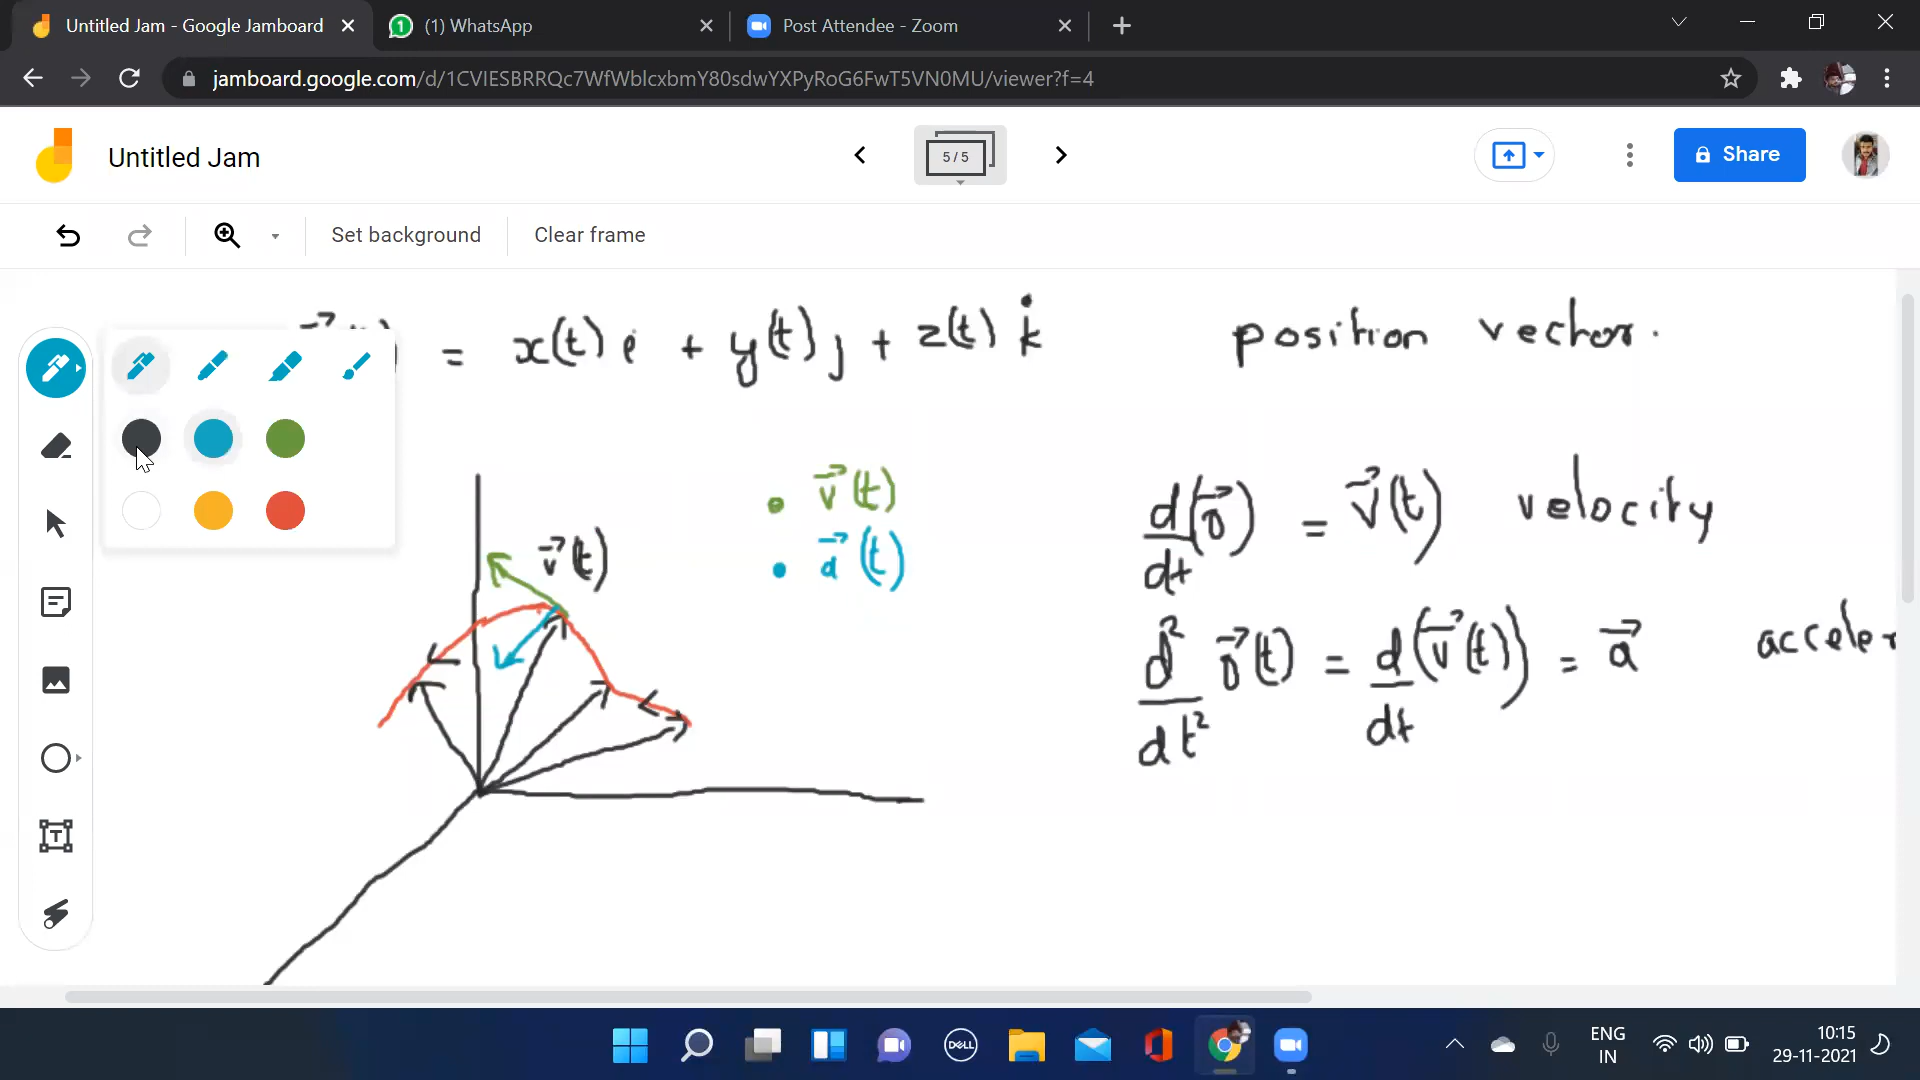 Untitled Jam - Google Jamboard
(1) WhatsApp
Post Attendee - Zoom
jamboard.google.com/d/1CVIESBRRQc7WfWblcxbmY80sdwYXPyRoG6FwT5VN0MU/viewer?f=4
Untitled Jam
5 / 5
Share
Set background
Clear frame
= x(t) i + y(t) j + z(t) k
position vector.
v(t)
a(t)
v(t)
d/dt (r) = v(t) velocity
d²/dt² r(t) = d/dt (v(t)) = a acceler
T
DELL
ENG
IN
10:15
29-11-2021